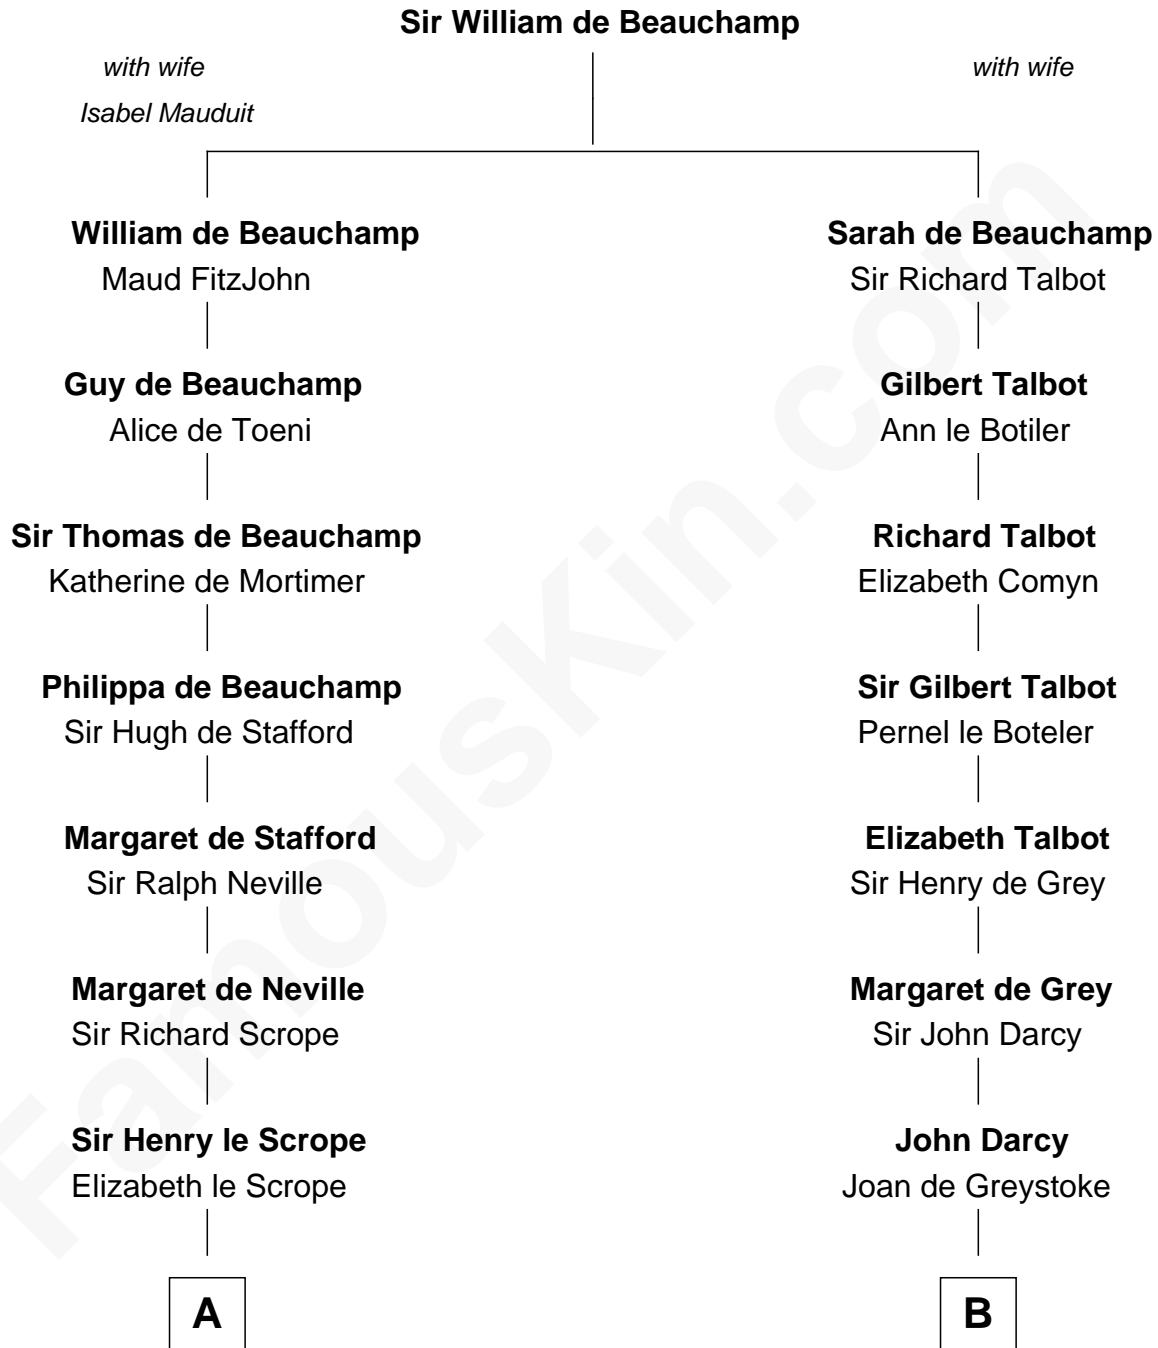 Sir William de Beauchamp
with wife
with wife
Isabel Mauduit
William de Beauchamp
Sarah de Beauchamp
Maud FitzJohn
Sir Richard Talbot
Guy de Beauchamp
Gilbert Talbot
Alice de Toeni
Ann le Botiler
Sir Thomas de Beauchamp
Richard Talbot
Katherine de Mortimer
Elizabeth Comyn
Philippa de Beauchamp
Sir Gilbert Talbot
Sir Hugh de Stafford
Pernel le Boteler
Margaret de Stafford
Elizabeth Talbot
Sir Ralph Neville
Sir Henry de Grey
Margaret de Neville
Margaret de Grey
Sir Richard Scrope
Sir John Darcy
Sir Henry le Scrope
John Darcy
Elizabeth le Scrope
Joan de Greystoke
A
B
FamousKin.com